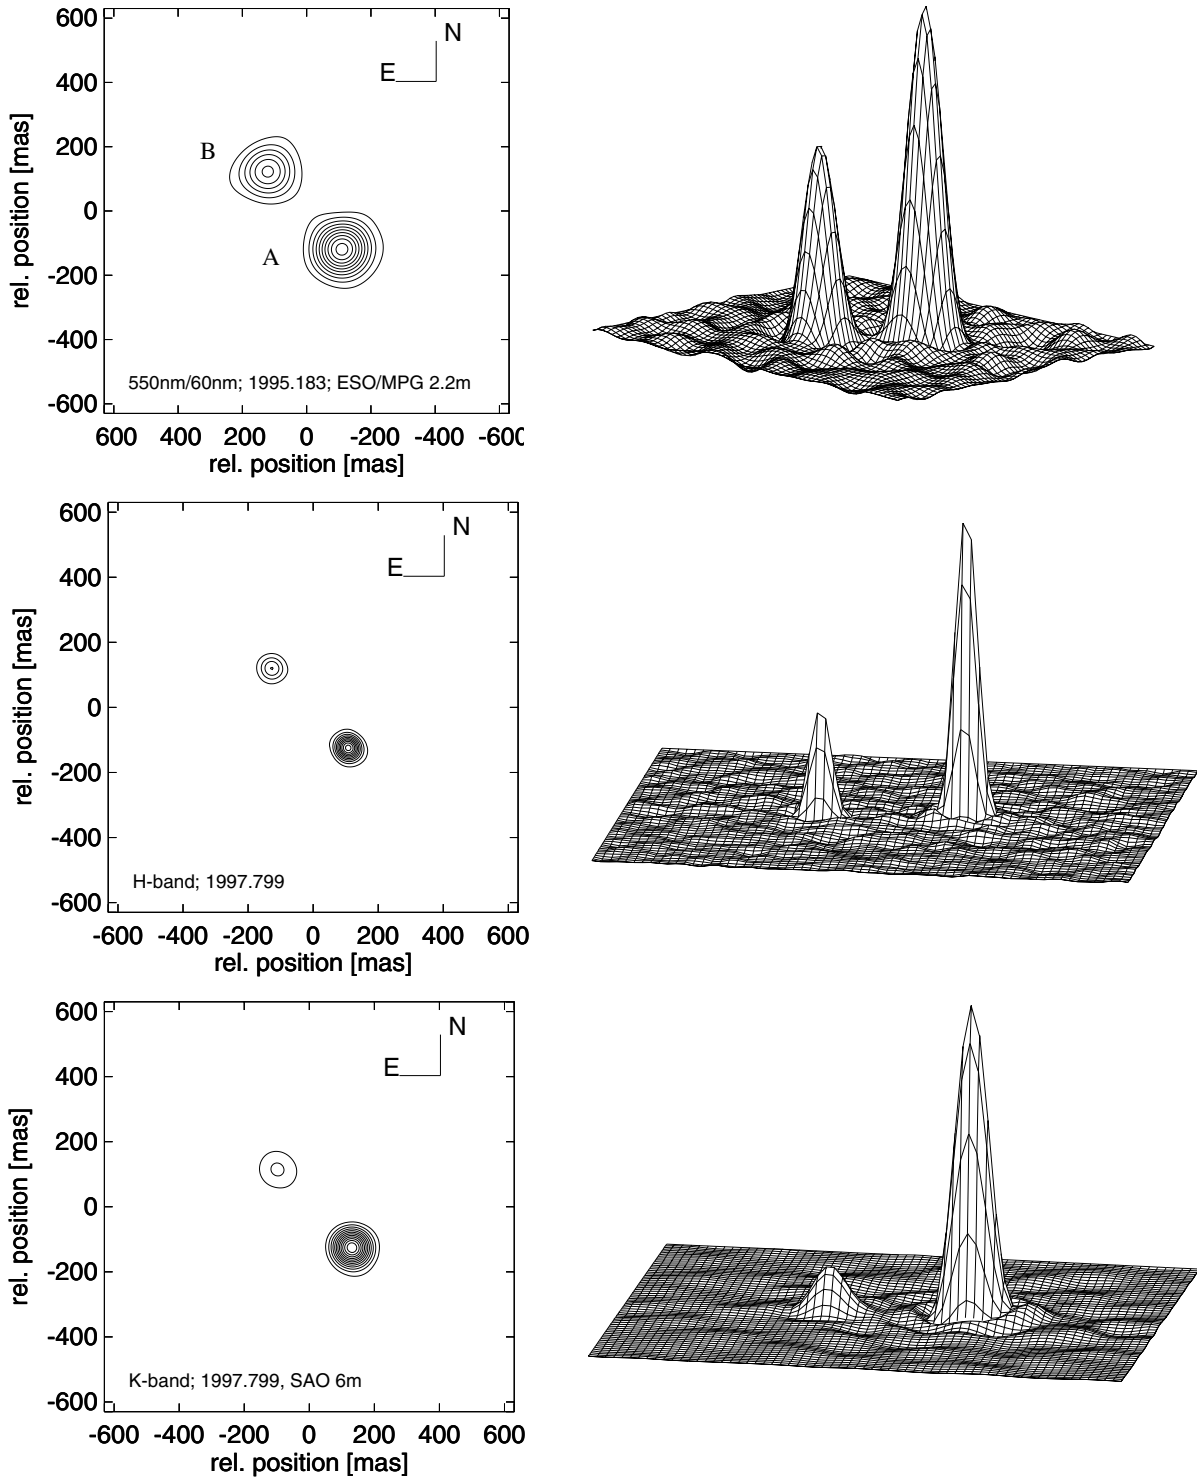 600
400
200
0
-200
-400
-600
rel. position [mas]
N
E
B
A
550nm/60nm; 1995.183; ESO/MPG 2.2m
600 400 200 0 -200 -400 -600
rel. position [mas]
600
400
200
0
-200
-400
-600
rel. position [mas]
N
E
H-band; 1997.799
-600 -400 -200 0 200 400 600
rel. position [mas]
600
400
200
0
-200
-400
-600
rel. position [mas]
N
E
K-band; 1997.799, SAO 6m
-600 -400 -200 0 200 400 600
rel. position [mas]